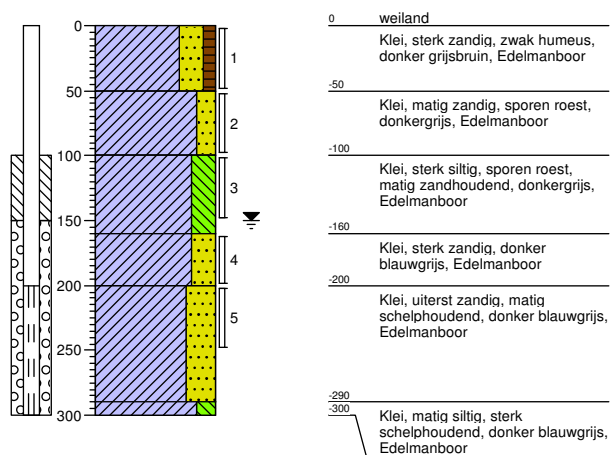 0
50
100
150
200
250
300
1
2
3
4
5
0 weiland
Klei, sterk zandig, zwak humeus,
donker grijsbruin, Edelmanboor
-50
Klei, matig zandig, sporen roest,
donkergrijs, Edelmanboor
-100
Klei, sterk siltig, sporen roest,
matig zandhoudend, donkergrijs,
Edelmanboor
-160
Klei, sterk zandig, donker
blauwgrijs, Edelmanboor
-200
Klei, uiterst zandig, matig
schelphoudend, donker blauwgrijs,
Edelmanboor
-290
-300
Klei, matig siltig, sterk
schelphoudend, donker blauwgrijs,
Edelmanboor